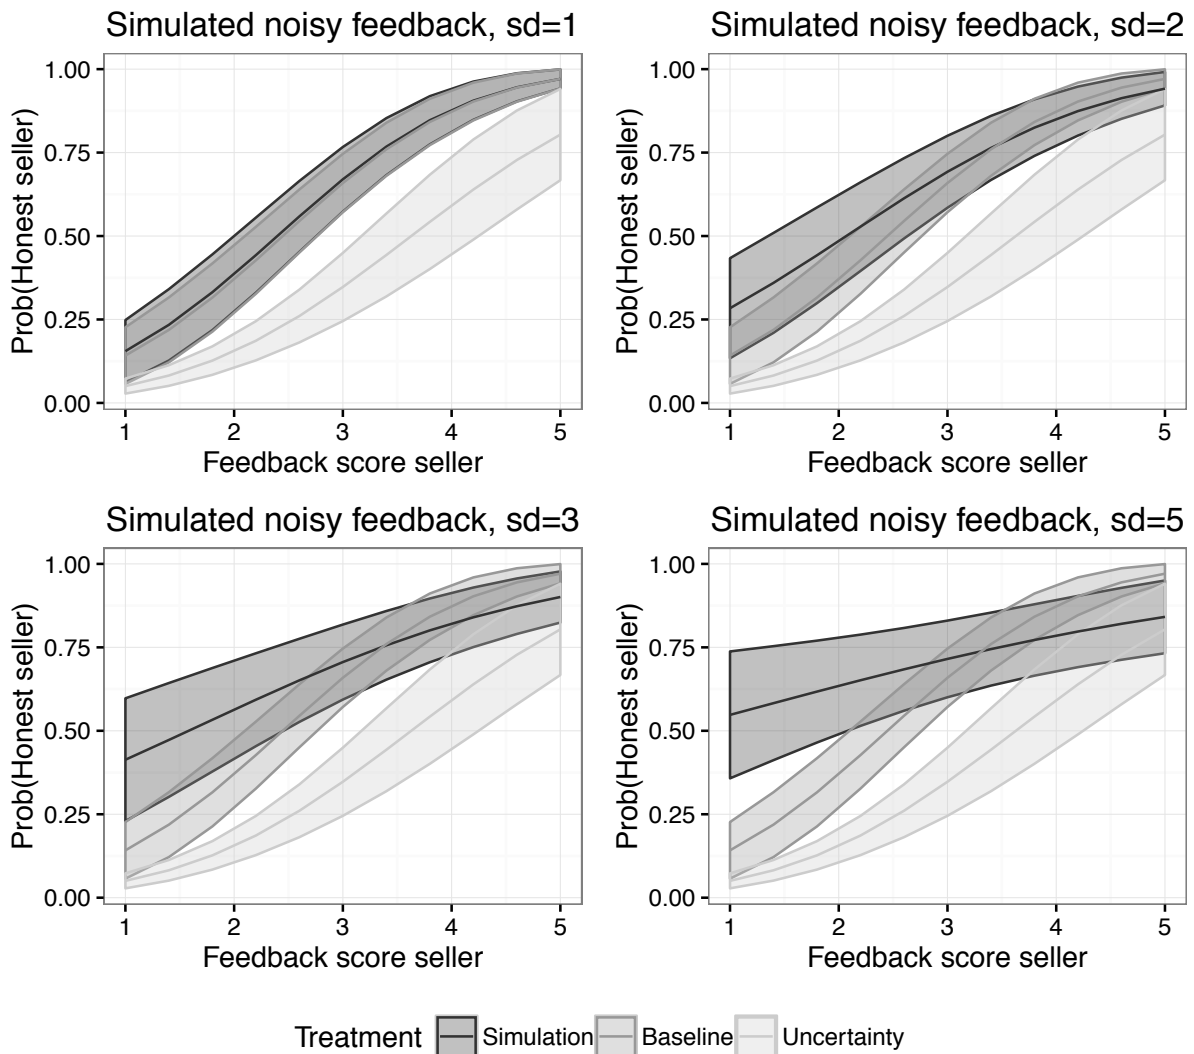 Simulated noisy feedback, sd=1
Prob(Honest seller)
1.00
0.75
0.50
0.25
0.00
1 2 3 4 5
Feedback score seller
Simulated noisy feedback, sd=2
Prob(Honest seller)
1.00
0.75
0.50
0.25
0.00
1 2 3 4 5
Feedback score seller
Simulated noisy feedback, sd=3
Prob(Honest seller)
1.00
0.75
0.50
0.25
0.00
1 2 3 4 5
Feedback score seller
Simulated noisy feedback, sd=5
Prob(Honest seller)
1.00
0.75
0.50
0.25
0.00
1 2 3 4 5
Feedback score seller
Treatment Simulation Baseline Uncertainty